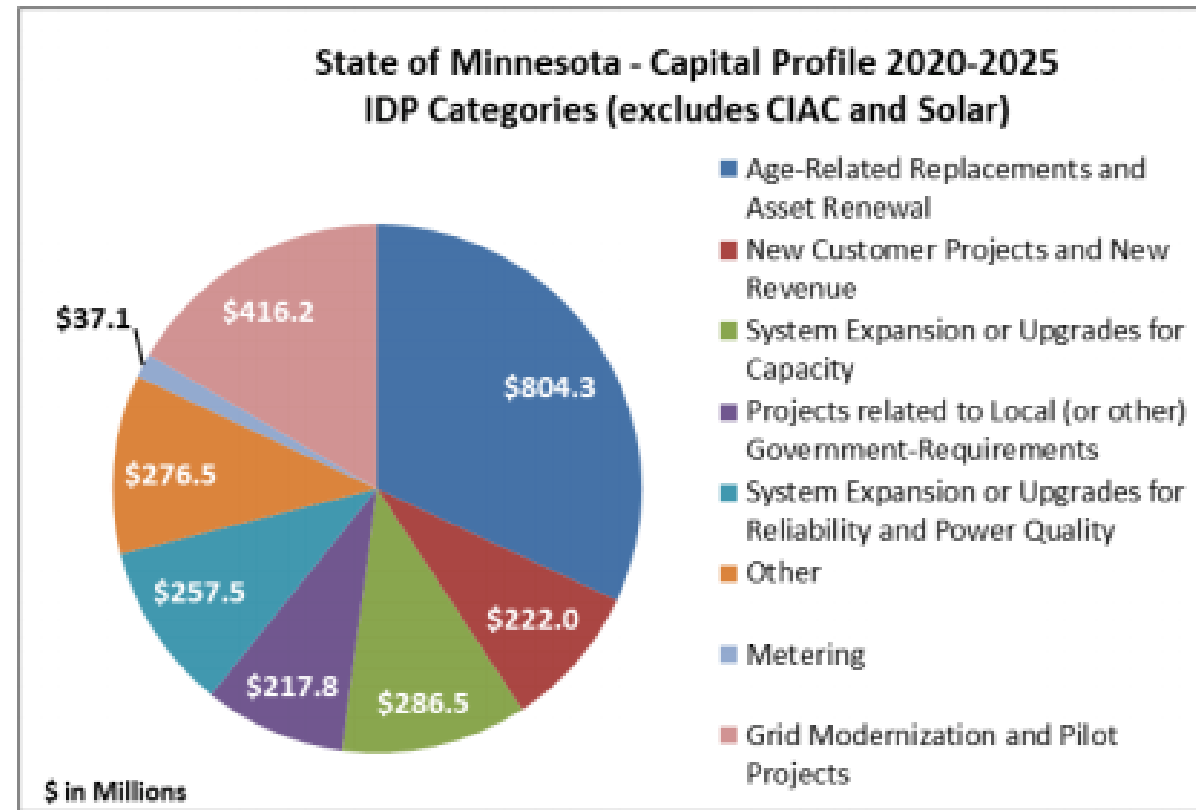 State of Minnesota - Capital Profile 2020-2025
IDP Categories (excludes CIAC and Solar)
Age-Related Replacements and
Asset Renewal
New Customer Projects and New
Revenue
System Expansion or Upgrades for
Capacity
Projects related to Local (or other)
Government-Requirements
System Expansion or Upgrades for
Reliability and Power Quality
Other
Metering
Grid Modernization and Pilot
Projects
$416.2
$37.1
$804.3
$276.5
$257.5
$222.0
$217.8
$286.5
$ in Millions